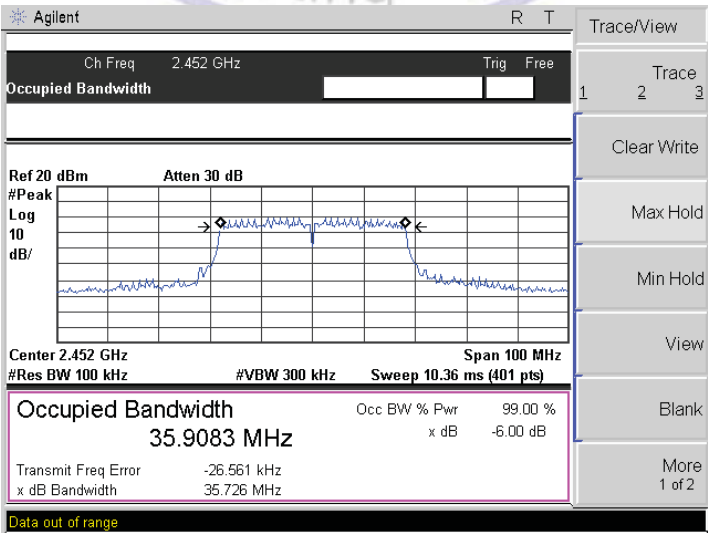 Agilent R T Trace/View
Ch Freq 2.452 GHz Trig Free
Occupied Bandwidth
Trace
1 2 3
Clear Write
Ref 20 dBm Atten 30 dB
#Peak
Log
10
dB/
Max Hold
Min Hold
Center 2.452 GHz Span 100 MHz
#Res BW 100 kHz #VBW 300 kHz Sweep 10.36 ms (401 pts)
View
Occupied Bandwidth Occ BW % Pwr 99.00 %
35.9083 MHz x dB -6.00 dB
Blank
Transmit Freq Error -26.561 kHz
x dB Bandwidth 35.726 MHz
More
1 of 2
Data out of range